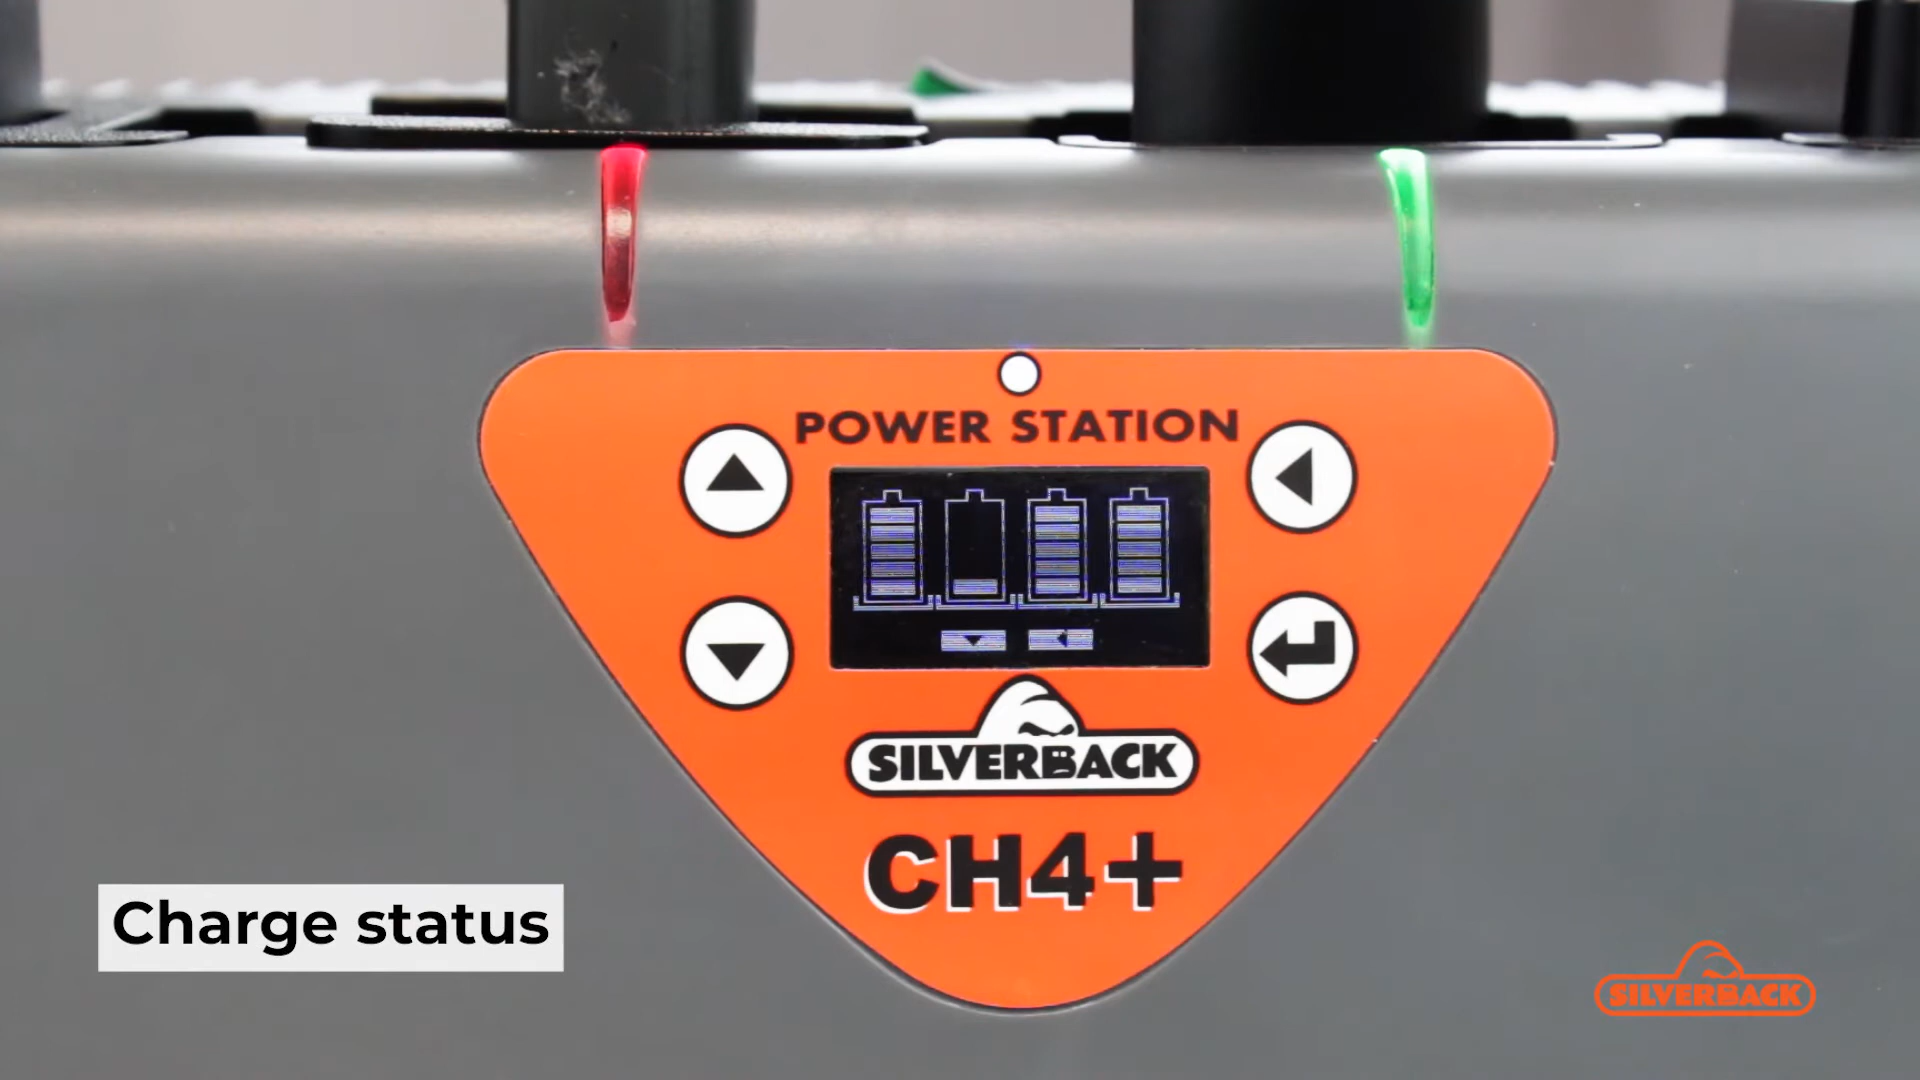 POWER STATION
SILVERBACK
CH4+
Charge status
SILVERBACK